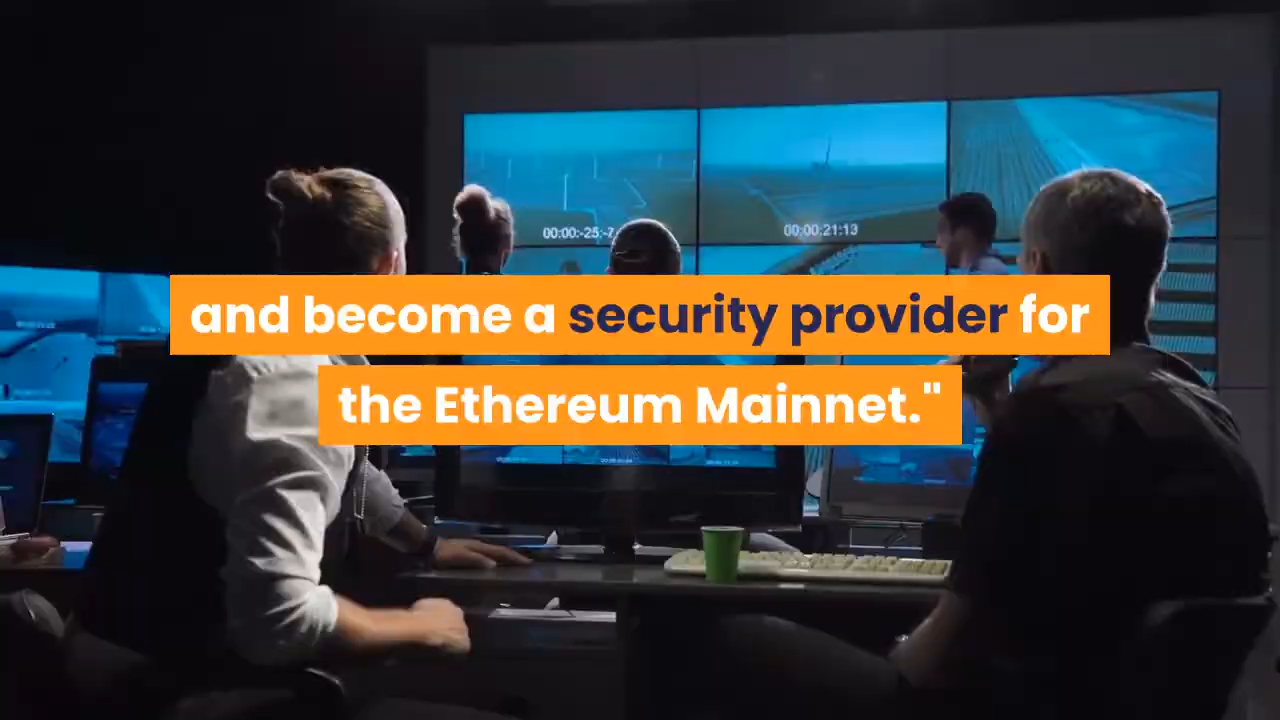 00:00:21:13
and become a security provider for
the Ethereum Mainnet."